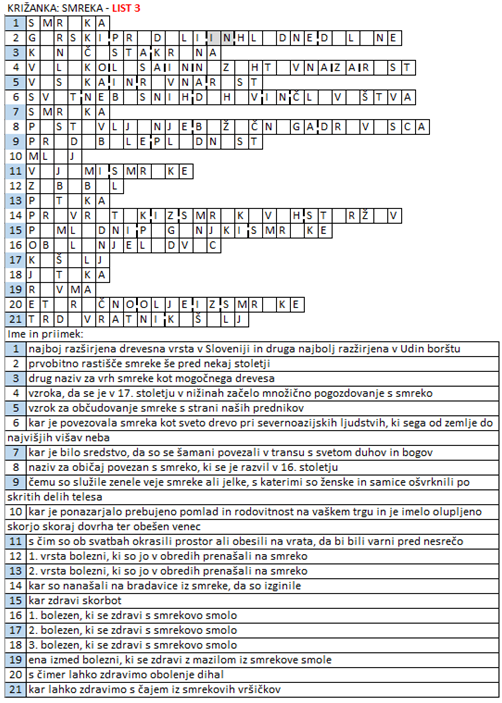 KRIŽANKA: SMREKA - LIST 3
1 S M R K A
2 G R S K I P R D L I I N H L D N E D L N E
3 K N Č S T A K R N A
4 V L K O L S A I N N Z H T V N A Z A R S T
5 V S K A I N R V N A R S T
6 S V T N E B S N I H D H V I N Č L V Š T V A
7 S M R K A
8 P S T V L J N J E B Ž Č N G A D R V S C A
9 P R D B L E P L D N S T
10 M L J
11 V J M I S M R K E
12 Z B B L
13 P T K A
14 P R V R T K I Z S M R K V H S T R Ž V
15 P M L D N I P G N J K I S M R K E
16 O B L N J E L D V C
17 K Š L J
18 J T K A
19 R V M A
20 E T R Č N O O L J E I Z S M R K E
21 T R D V R A T N I K Š L J
Ime in priimek:
1 najboj razširjena drevesna vrsta v Sloveniji in druga najbolj razžirjena v Udin borštu
2 prvobitno rastišče smreke še pred nekaj stoletji
3 drug naziv za vrh smreke kot mogočnega drevesa
4 vzroka, da se je v 17. stoletju v nižinah začelo množično pogozdovanje s smreko
5 vzrok za občudovanje smreke s strani naših prednikov
6 kar je povezovala smreka kot sveto drevo pri severnoazijskih ljudstvih, ki sega od zemlje do
najvišjih višav neba
7 kar je bilo sredstvo, da so se šamani povezali v transu s svetom duhov in bogov
8 naziv za običaj povezan s smreko, ki se je razvil v 16. stoletju
9 čemu so služile zenele veje smreke ali jelke, s katerimi so ženske in samice ošvrknili po
skritih delih telesa
10 kar je ponazarjalo prebujeno pomlad in rodovitnost na vaškem trgu in je imelo olupljeno
skorjo skoraj dovrha ter obešen venec
11 s čim so ob svatbah okrasili prostor ali obesili na vrata, da bi bili varni pred nesrečo
12 1. vrsta bolezni, ki so jo v obredih prenašali na smreko
13 2. vrsta bolezni, ki so jo v obredih prenašali na smreko
14 kar so nanašali na bradavice iz smreke, da so izginile
15 kar zdravi skorbot
16 1. bolezen, ki se zdravi s smrekovo smolo
17 2. bolezen, ki se zdravi s smrekovo smolo
18 3. bolezen, ki se zdravi s smrekovo smolo
19 ena izmed bolezni, ki se zdravi z mazilom iz smrekove smole
20 s čimer lahko zdravimo obolenje dihal
21 kar lahko zdravimo s čajem iz smrekovih vršičkov